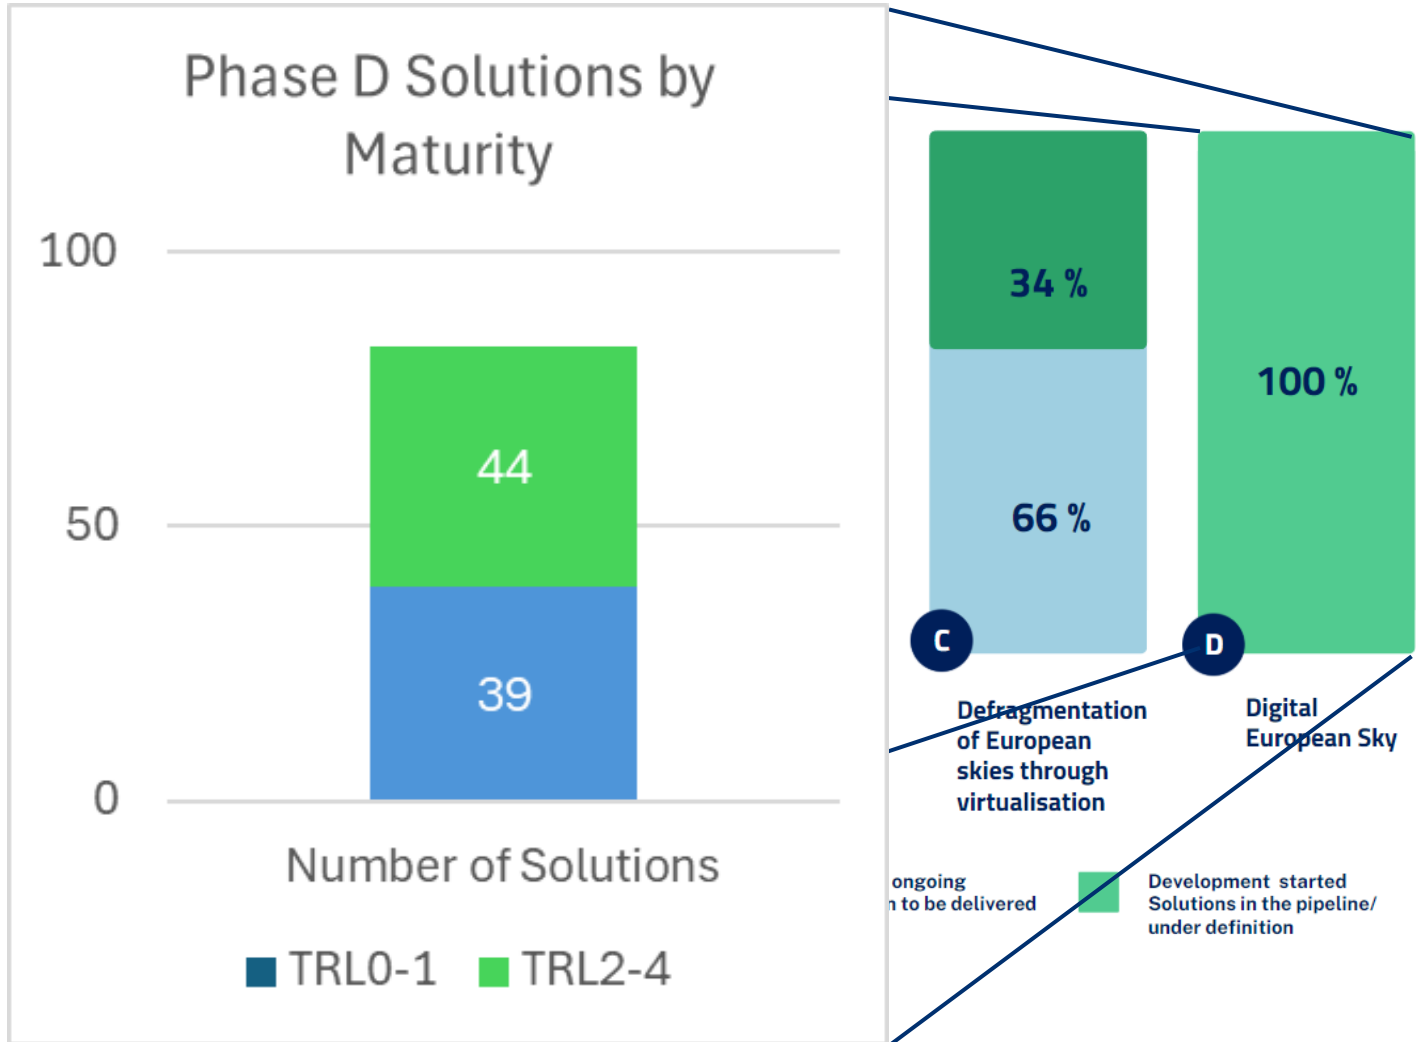 Phase D Solutions by
Maturity
100
50
0
44
39
Number of Solutions
TRL0-1
TRL2-4
34 %
66 %
100 %
C
D
Defragmentation
of European
skies through
virtualisation
Digital
European Sky
ongoing
to be delivered
Development started
Solutions in the pipeline/
under definition